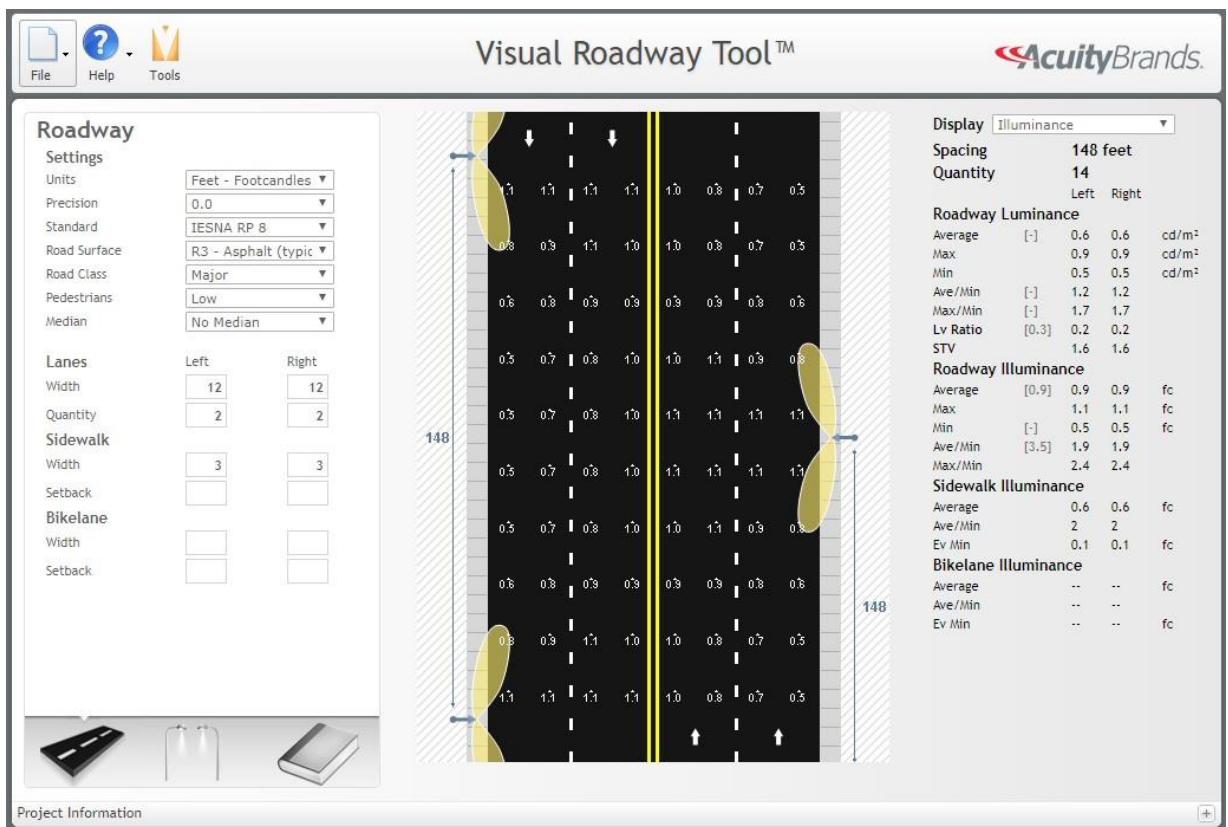 File
Help
Tools
Visual Roadway Tool™
AcuityBrands.
Roadway
Settings
Units Feet - Footcandles
Precision 0.0
Standard IESNA RP 8
Road Surface R3 - Asphalt (typic
Road Class Major
Pedestrians Low
Median No Median
Lanes Left Right
Width 12 12
Quantity 2 2
Sidewalk
Width 3 3
Setback
Bikelane
Width
Setback
148
1.1 1.1 1.1 1.1 1.0 0.8 0.7 0.5
0.8 0.9 1.1 1.0 1.0 0.8 0.7 0.5
0.6 0.8 0.9 0.9 0.9 0.9 0.8 0.6
0.5 0.7 0.8 1.0 1.0 1.1 0.9 0.8
0.5 0.7 0.8 1.0 1.1 1.1 1.1 1.1
0.5 0.7 0.8 1.0 1.1 1.1 1.1 1.1
0.5 0.7 0.8 1.0 1.0 1.1 0.9 0.8
0.6 0.8 0.9 0.9 0.9 0.9 0.8 0.6
0.8 0.9 1.1 1.1 1.0 0.8 0.7 0.5
1.1 1.1 1.1 1.1 1.0 0.8 0.7 0.5
148
Display Illuminance
Spacing 148 feet
Quantity 14
Left Right
Roadway Luminance
Average [-] 0.6 0.6 cd/m²
Max 0.9 0.9 cd/m²
Min 0.5 0.5 cd/m²
Ave/Min [-] 1.2 1.2
Max/Min [-] 1.7 1.7
Lv Ratio [0.3] 0.2 0.2
STV 1.6 1.6
Roadway Illuminance
Average [0.9] 0.9 0.9 fc
Max 1.1 1.1 fc
Min [-] 0.5 0.5 fc
Ave/Min [3.5] 1.9 1.9
Max/Min 2.4 2.4
Sidewalk Illuminance
Average 0.6 0.6 fc
Ave/Min 2 2
Ev Min 0.1 0.1 fc
Bikelane Illuminance
Average -- -- fc
Ave/Min -- --
Ev Min -- -- fc
Project Information